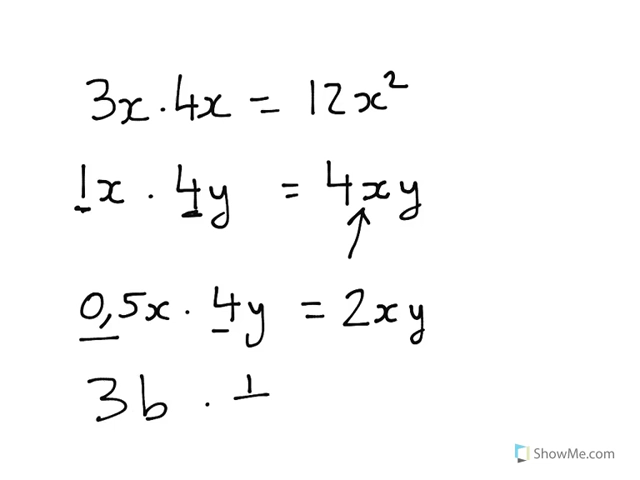 3x · 4x = 12x²
1x · 4y = 4xy
0,5x · 4y = 2xy
3b · 1
ShowMe.com